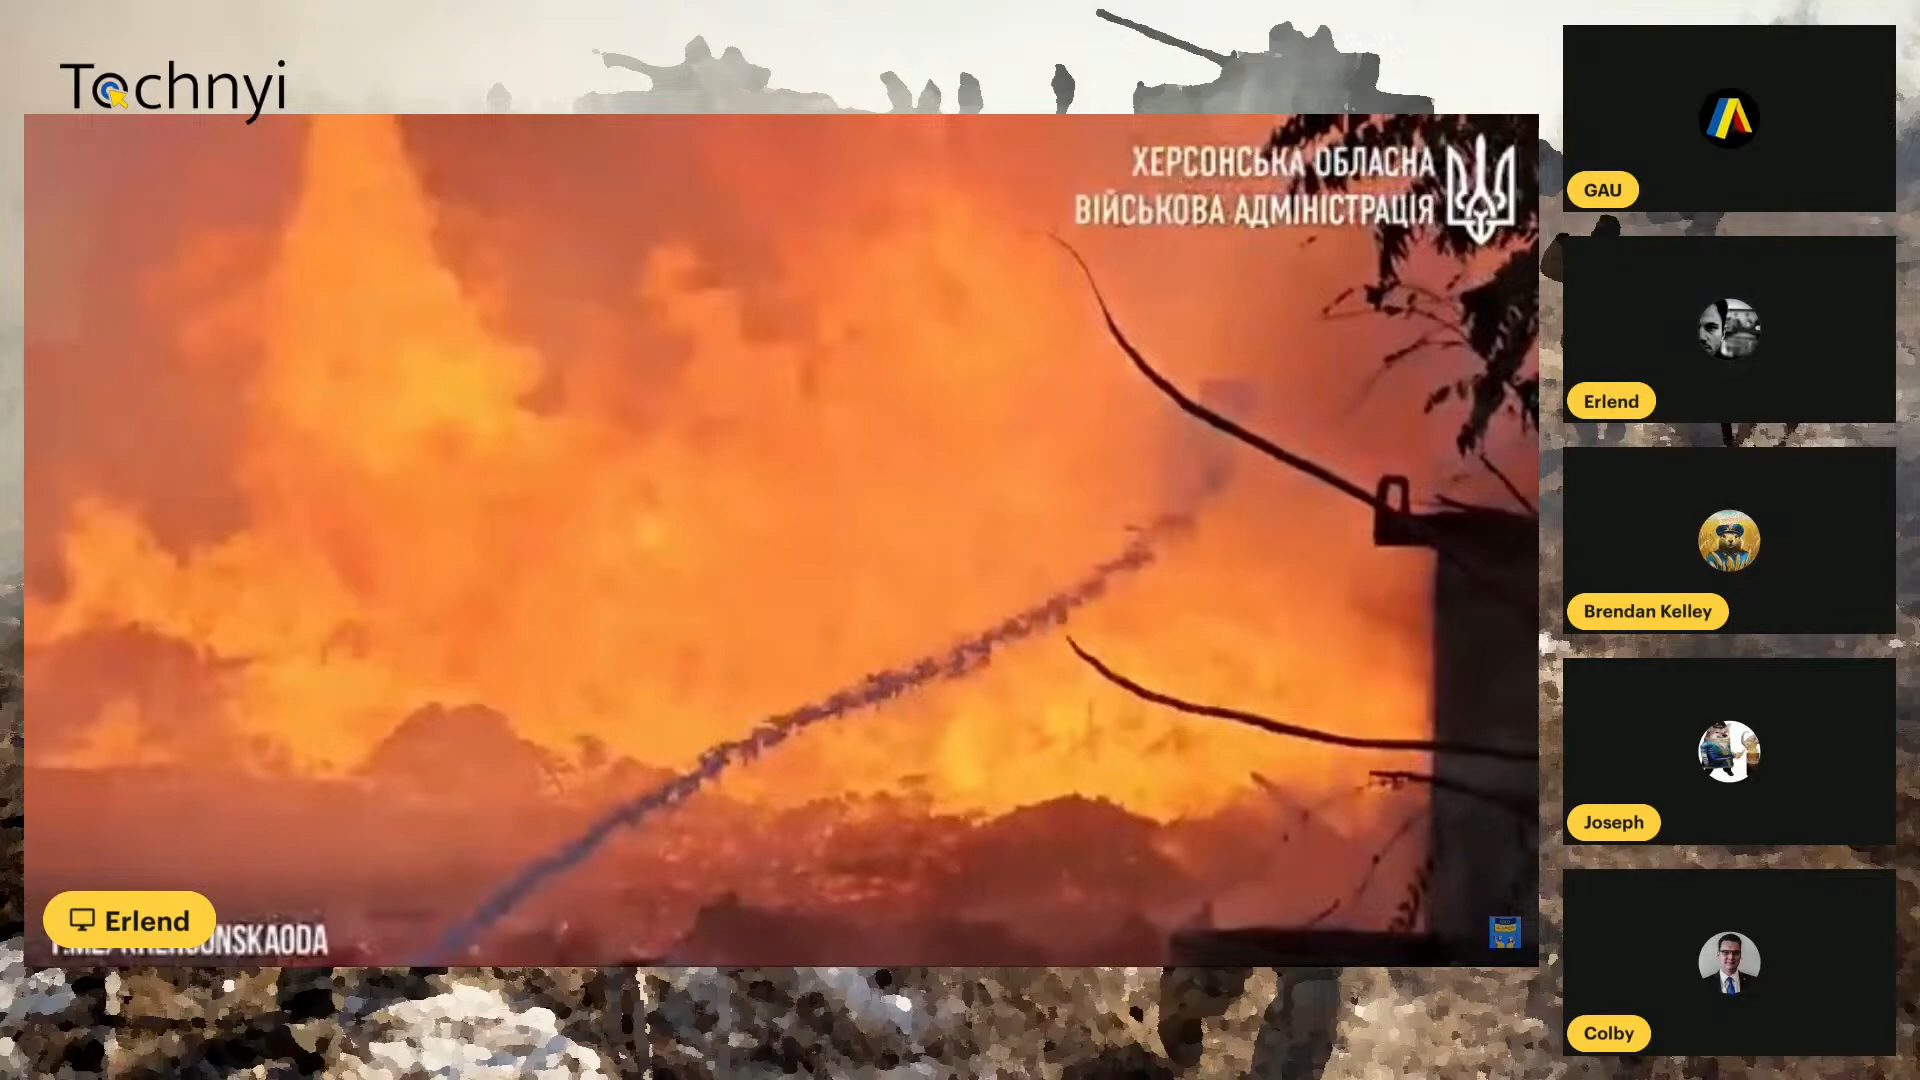 Technyi
ХЕРСОНСЬКА ОБЛАСНА
ВІЙСЬКОВА АДМІНІСТРАЦІЯ
GAU
Erlend
Brendan Kelley
Joseph
Colby
Erlend